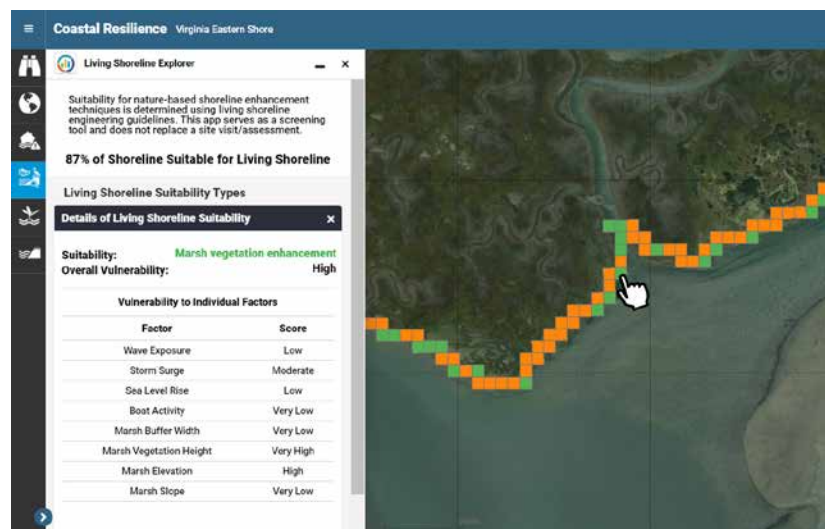 Coastal Resilience Virginia Eastern Shore
Living Shoreline Explorer
Suitability for nature-based shoreline enhancement
techniques is determined using living shoreline
engineering guidelines. This app serves as a screening
tool and does not replace a site visit/assessment.
87% of Shoreline Suitable for Living Shoreline
Living Shoreline Suitability Types
Details of Living Shoreline Suitability
Suitability: Marsh vegetation enhancement
Overall Vulnerability: High
Vulnerability to Individual Factors
Factor Score
Wave Exposure Low
Storm Surge Moderate
Sea Level Rise Low
Boat Activity Very Low
Marsh Buffer Width Very Low
Marsh Vegetation Height Very High
Marsh Elevation High
Marsh Slope Very Low